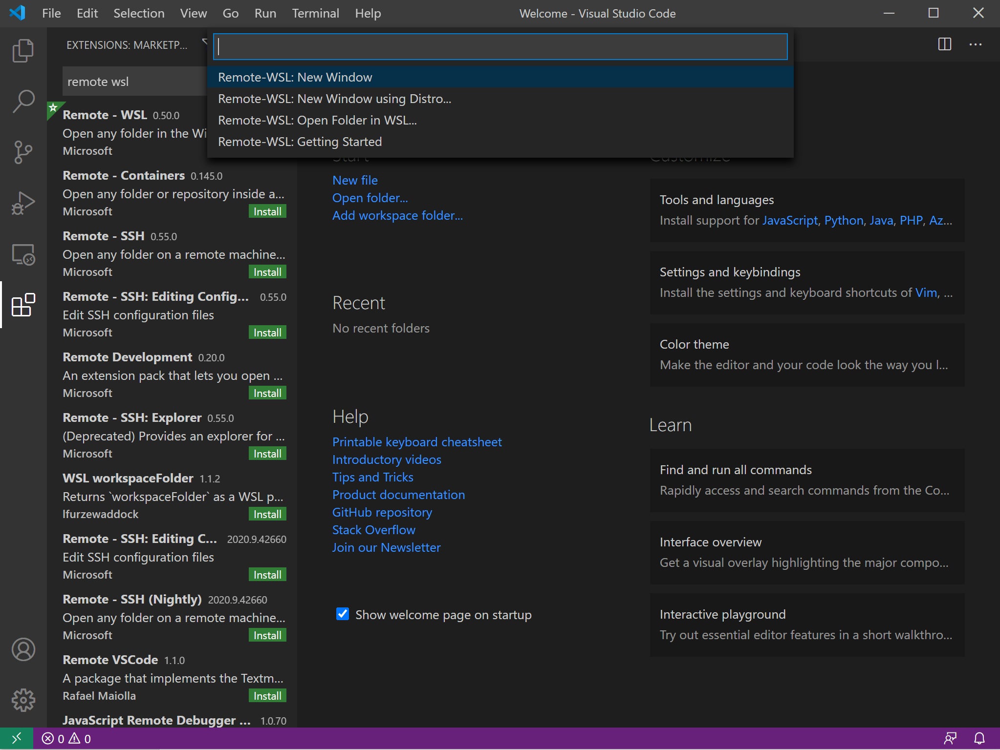 File Edit Selection View Go Run Terminal Help Welcome - Visual Studio Code
EXTENSIONS: MARKETP...
remote wsl
Remote-WSL: New Window
Remote-WSL: New Window using Distro...
Remote-WSL: Open Folder in WSL...
Remote-WSL: Getting Started
Remote - WSL 0.50.0
Open any folder in the Wi
Microsoft
Remote - Containers 0.145.0
Open any folder or repository inside a...
Microsoft Install
Remote - SSH 0.55.0
Open any folder on a remote machine...
Microsoft Install
Remote - SSH: Editing Config... 0.55.0
Edit SSH configuration files
Microsoft Install
Remote Development 0.20.0
An extension pack that lets you open ...
Microsoft Install
Remote - SSH: Explorer 0.55.0
(Deprecated) Provides an explorer for ...
Microsoft Install
WSL workspaceFolder 1.1.2
Returns `workspaceFolder` as a WSL p...
lfurzewaddock Install
Remote - SSH: Editing C... 2020.9.42660
Edit SSH configuration files
Microsoft Install
Remote - SSH (Nightly) 2020.9.42660
Open any folder on a remote machine...
Microsoft Install
Remote VSCode 1.1.0
A package that implements the Textm...
Rafael Maiolla Install
JavaScript Remote Debugger ... 1.0.70
Start
New file
Open folder...
Add workspace folder...
Recent
No recent folders
Help
Printable keyboard cheatsheet
Introductory videos
Tips and Tricks
Product documentation
GitHub repository
Stack Overflow
Join our Newsletter
Show welcome page on startup
Customize
Tools and languages
Install support for JavaScript, Python, Java, PHP, Az...
Settings and keybindings
Install the settings and keyboard shortcuts of Vim, ...
Color theme
Make the editor and your code look the way you l...
Learn
Find and run all commands
Rapidly access and search commands from the Co...
Interface overview
Get a visual overlay highlighting the major compo...
Interactive playground
Try out essential editor features in a short walkthro...
0 0